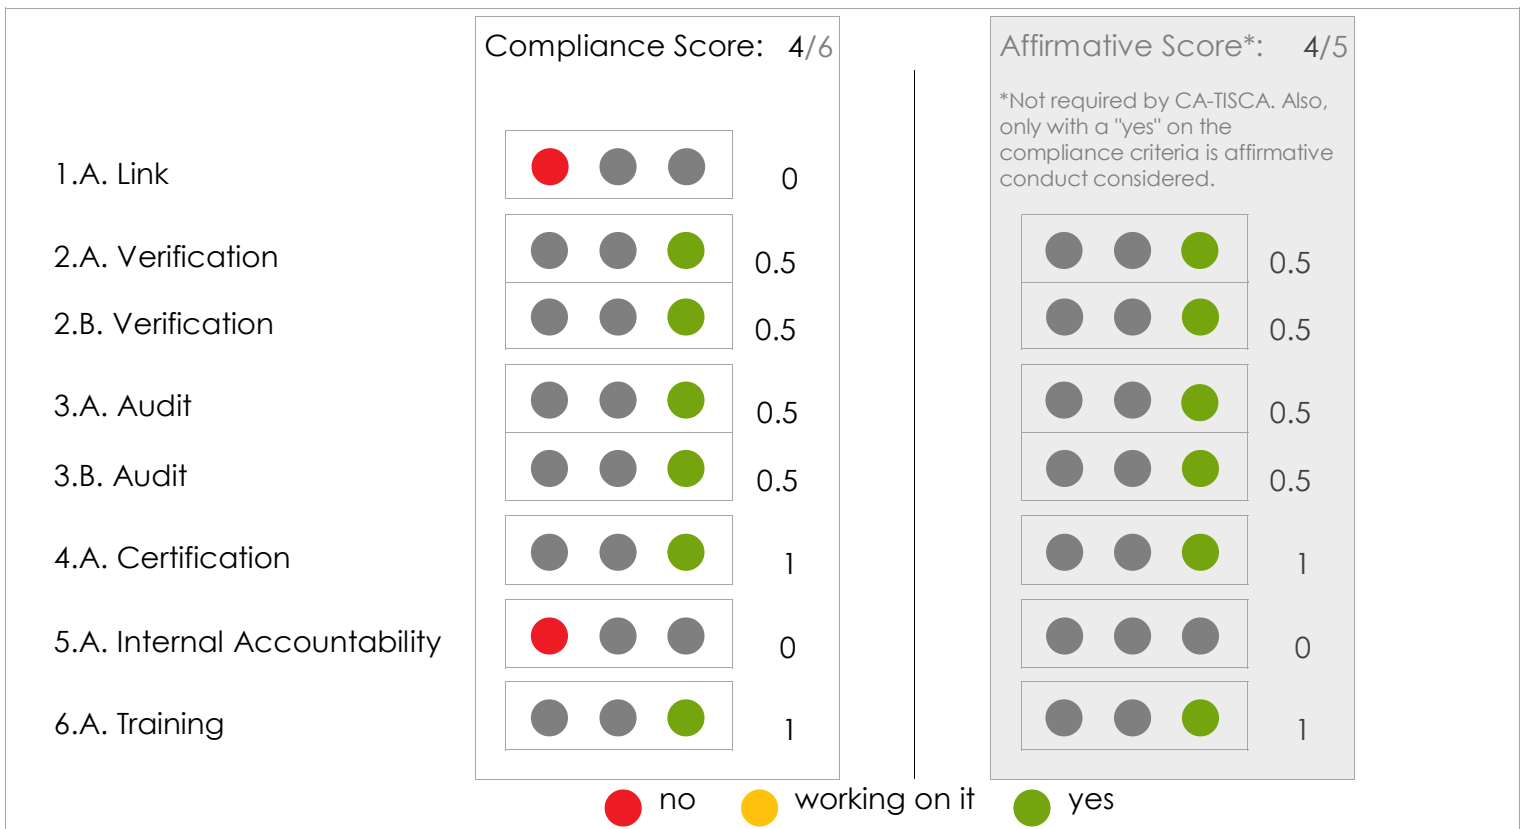 Compliance Score: 4/6
Affirmative Score*: 4/5
*Not required by CA-TISCA. Also,
only with a "yes" on the
compliance criteria is affirmative
conduct considered.
1.A. Link 0
2.A. Verification 0.5 0.5
2.B. Verification 0.5 0.5
3.A. Audit 0.5 0.5
3.B. Audit 0.5 0.5
4.A. Certification 1 1
5.A. Internal Accountability 0 0
6.A. Training 1 1
no working on it yes